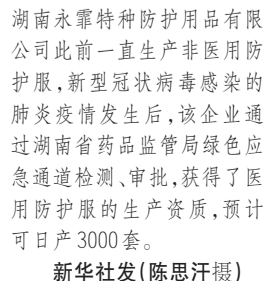 湖南永霏特种防护用品有限
公司此前一直生产非医用防
护服,新型冠状病毒感染的
肺炎疫情发生后,该企业通
过湖南省药品监管局绿色应
急通道检测、审批,获得了医
用防护服的生产资质,预计
可日产3000套。
新华社发(陈思汗摄)